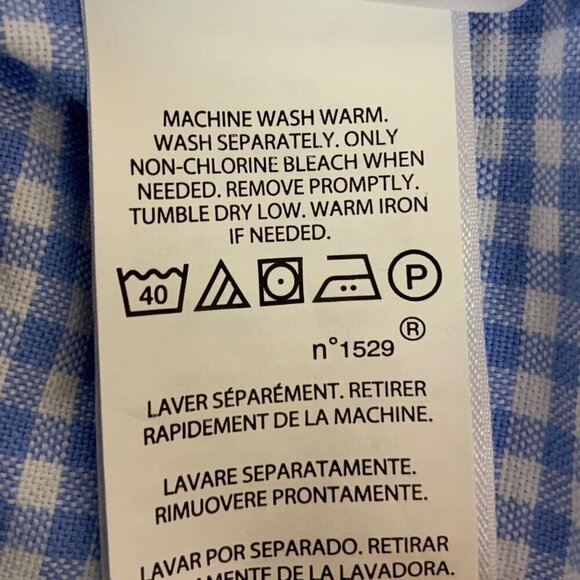 MACHINE WASH WARM.
WASH SEPARATELY. ONLY
NON-CHLORINE BLEACH WHEN
NEEDED. REMOVE PROMPTLY.
TUMBLE DRY LOW. WARM IRON
IF NEEDED.
40 P
n°1529 ®
LAVER SÉPARÉMENT. RETIRER
RAPIDEMENT DE LA MACHINE.
LAVARE SEPARATAMENTE.
RIMUOVERE PRONTAMENTE.
LAVAR POR SEPARADO. RETIRAR
AMENTE DE LA LAVADORA.